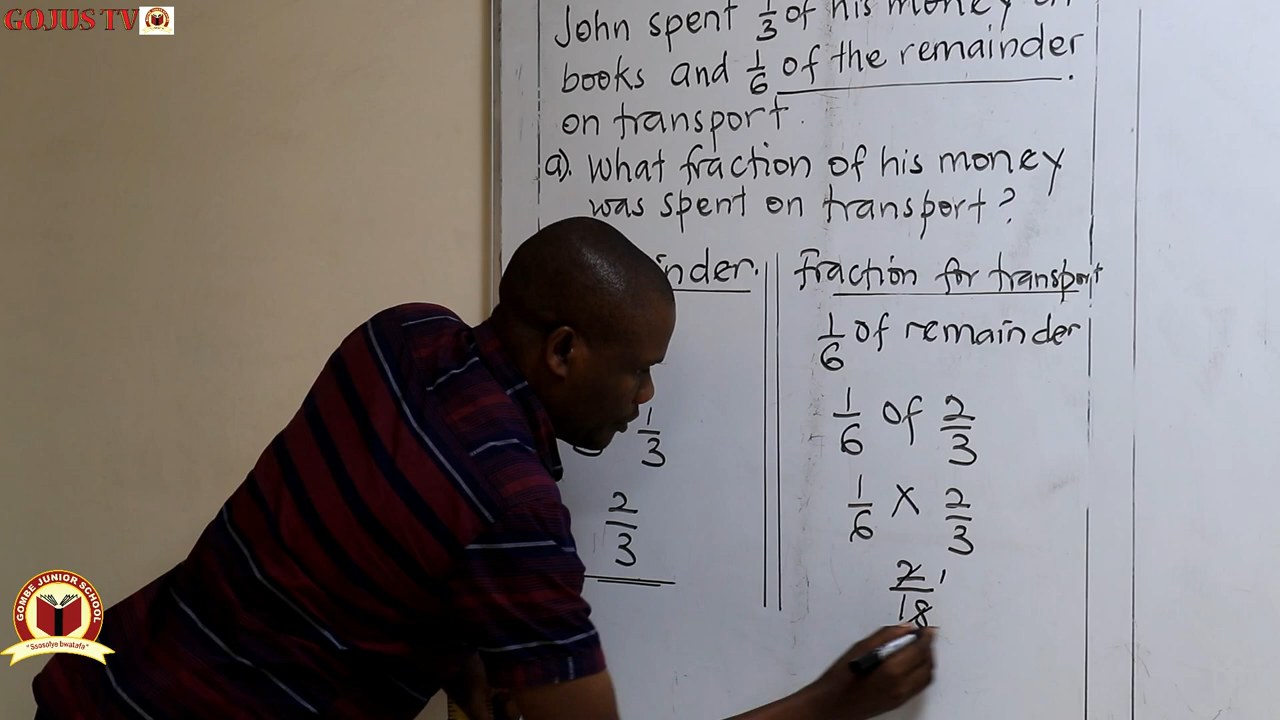 GOJUS TV
John spent 1/3 of his money on
books and 1/6 of the remainder.
on transport.
a). What fraction of his money
was spent on transport?
nder.
1/3
2/3
Fraction for transport
1/6 of remainder
1/6 of 2/3
1/6 X 2/3
2/18 1
GOMBE JUNIOR SCHOOL
"Ssosolye bwatafa"